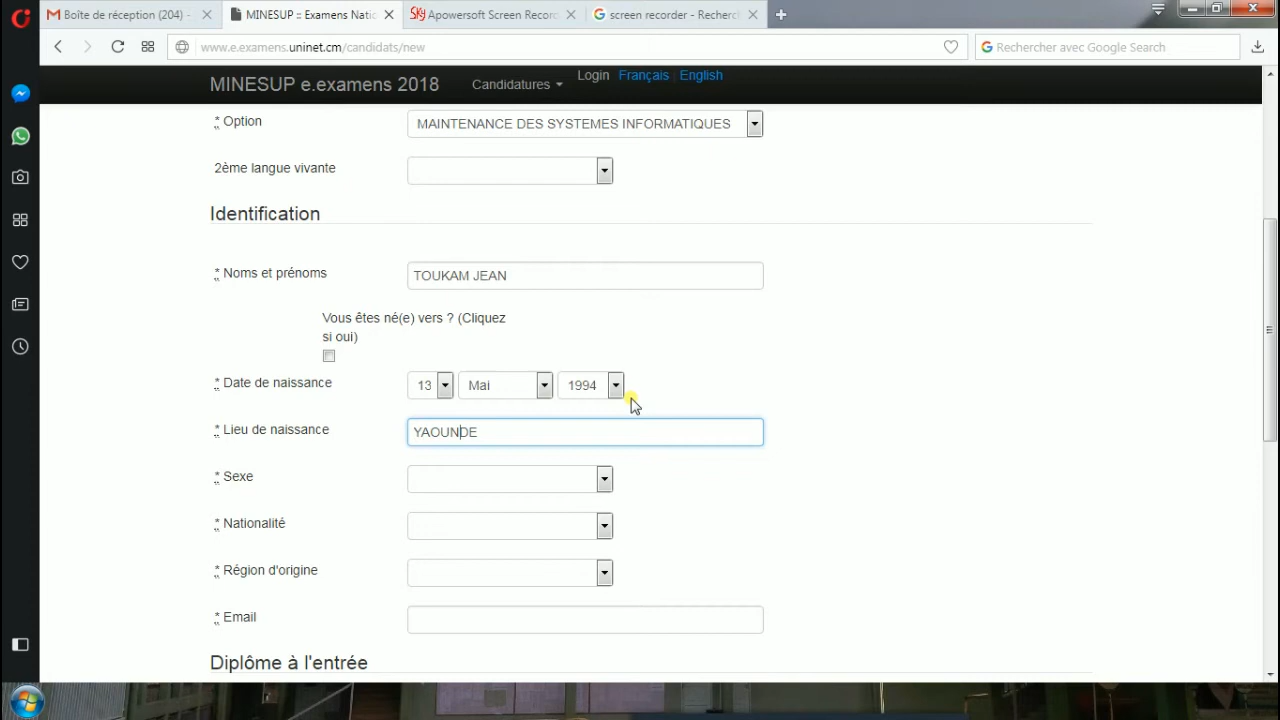 Boîte de réception (204) -
MINESUP :: Examens Natio
Apowersoft Screen Record
screen recorder - Recherc
www.e.examens.uninet.cm/candidats/new
Rechercher avec Google Search
MINESUP e.examens 2018
Candidatures
Login Français English
* Option
MAINTENANCE DES SYSTEMES INFORMATIQUES
2ème langue vivante
Identification
* Noms et prénoms
TOUKAM JEAN
Vous êtes né(e) vers ? (Cliquez
si oui)
* Date de naissance
13 Mai 1994
* Lieu de naissance
YAOUNDE
* Sexe
* Nationalité
* Région d'origine
* Email
Diplôme à l'entrée